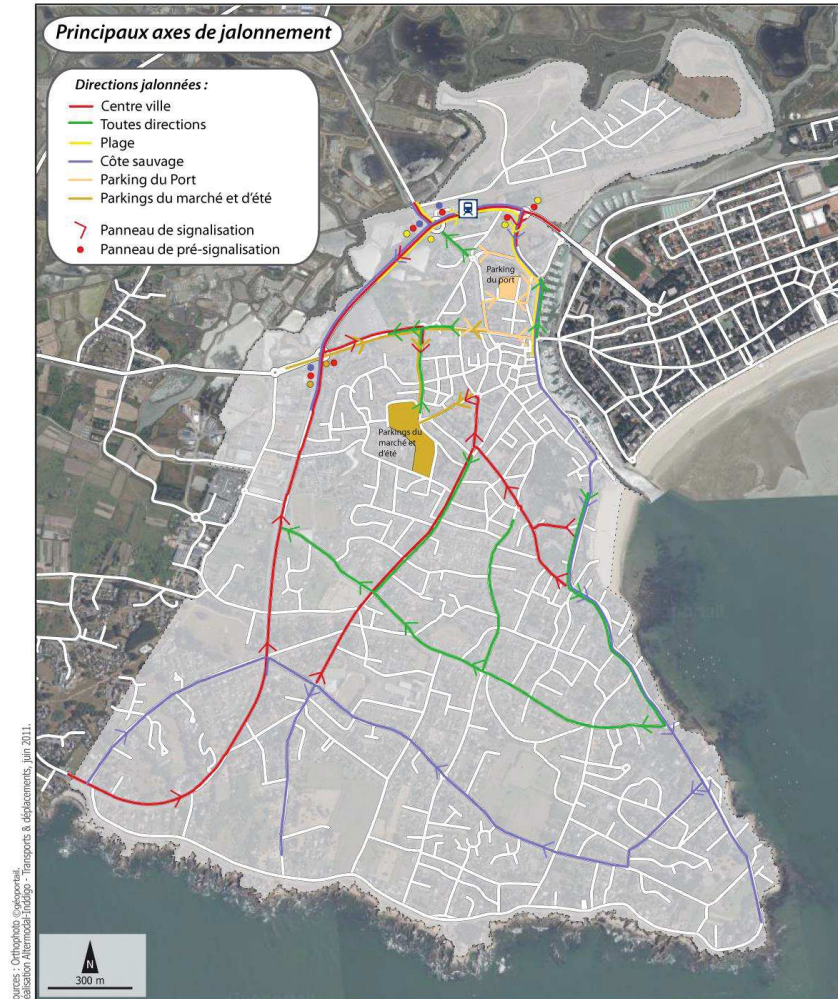 Principaux axes de jalonnement
Directions jalonnées :
Centre ville
Toutes directions
Plage
Côte sauvage
Parking du Port
Parkings du marché et d'été
Panneau de signalisation
Panneau de pré-signalisation
Parking
du port
Parkings du
marché et
d'été
N
300 m
Sources : Orthophoto ©géoportail.
Réalisation Altermodal-Inddigo - Transports & déplacements, juin 2011.